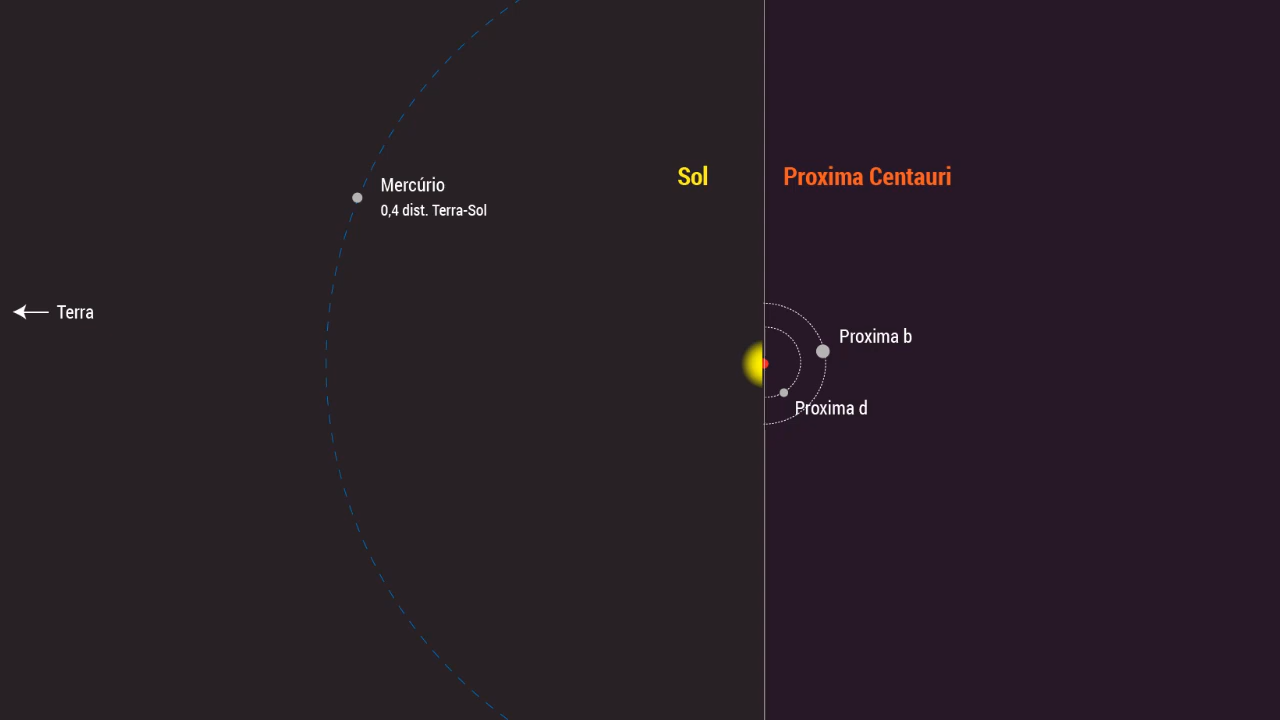 Sol
Proxima Centauri
Mercúrio
0,4 dist. Terra-Sol
Terra
Proxima b
Proxima d